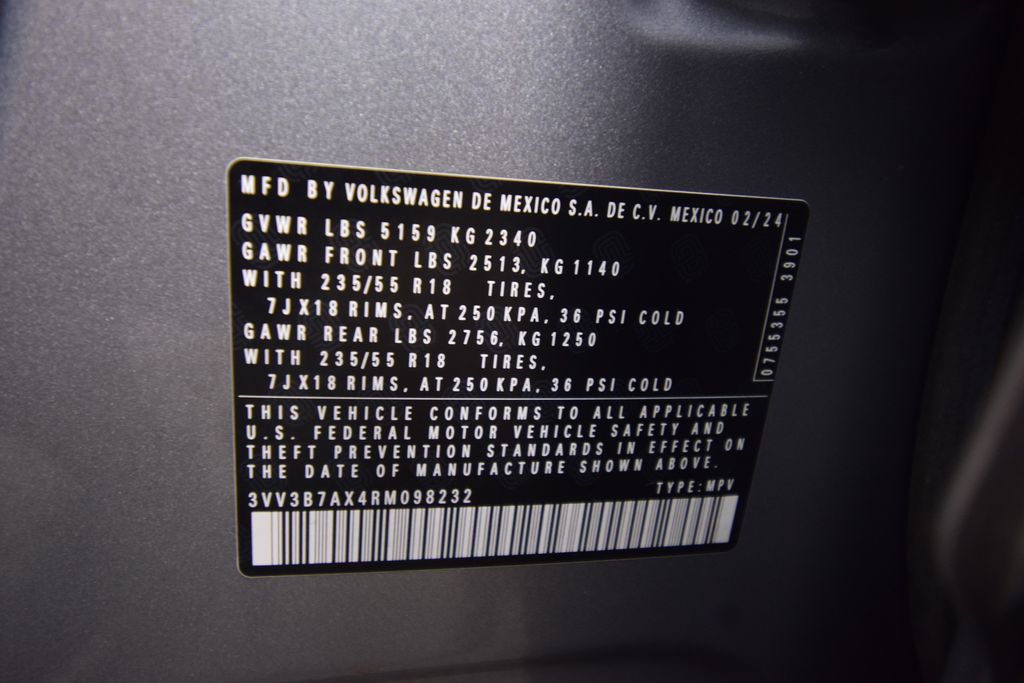 MFD BY VOLKSWAGEN DE MEXICO S.A. DE C.V. MEXICO 02/24
GVWR LBS 5159 KG 2340
GAWR FRONT LBS 2513, KG 1140
WITH 235/55 R18 TIRES,
7JX18 RIMS, AT 250 KPA, 36 PSI COLD
GAWR REAR LBS 2756, KG 1250
WITH 235/55 R18 TIRES,
7JX18 RIMS, AT 250 KPA, 36 PSI COLD
0755355 3901
THIS VEHICLE CONFORMS TO ALL APPLICABLE
U.S. FEDERAL MOTOR VEHICLE SAFETY AND
THEFT PREVENTION STANDARDS IN EFFECT ON
THE DATE OF MANUFACTURE SHOWN ABOVE.
3VV3B7AX4RM098232 TYPE: MPV